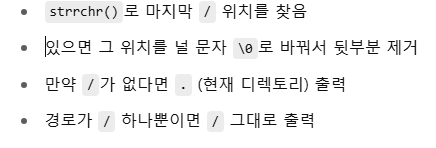 strrchr()로 마지막 / 위치를 찾음
있으면 그 위치를 널 문자 \0로 바꿔서 뒷부분 제거
만약 /가 없다면 . (현재 디렉토리) 출력
경로가 / 하나뿐이면 / 그대로 출력